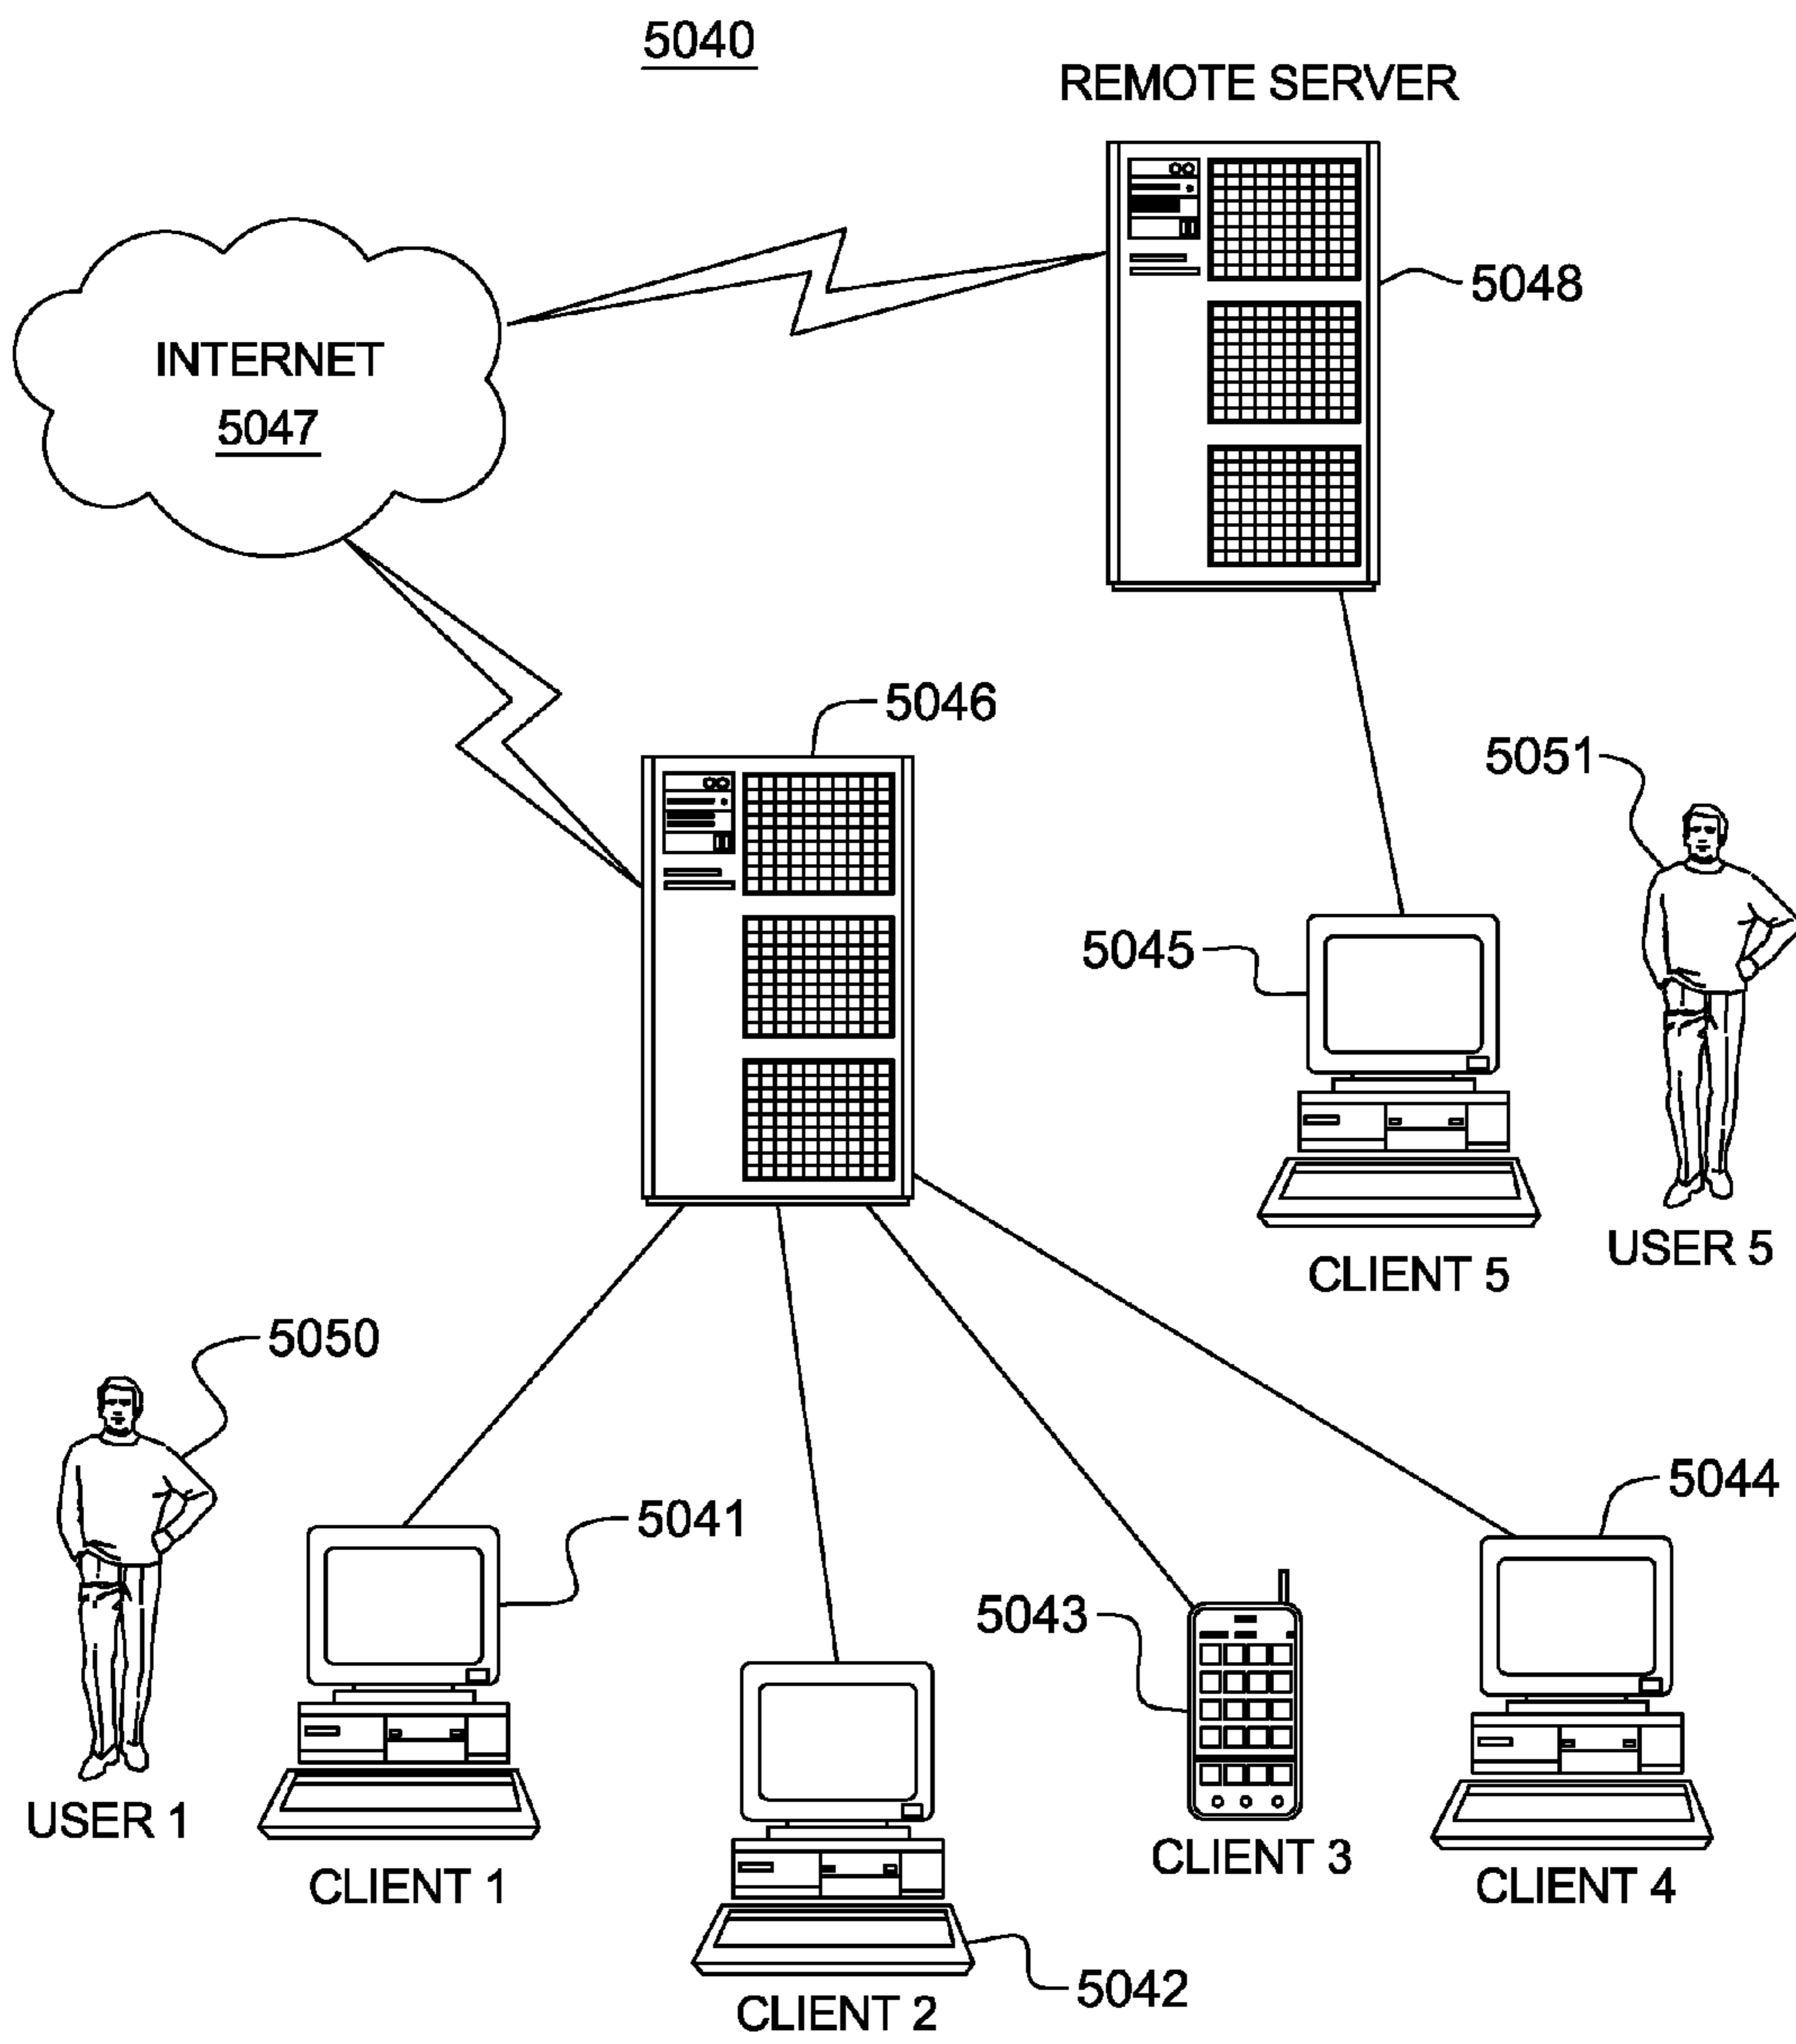 5040
REMOTE SERVER
5048
INTERNET
5047
5046
5051
5045
CLIENT 5
USER 5
5050
5041
5044
5043
USER 1
CLIENT 1
CLIENT 3
CLIENT 4
5042
CLIENT 2